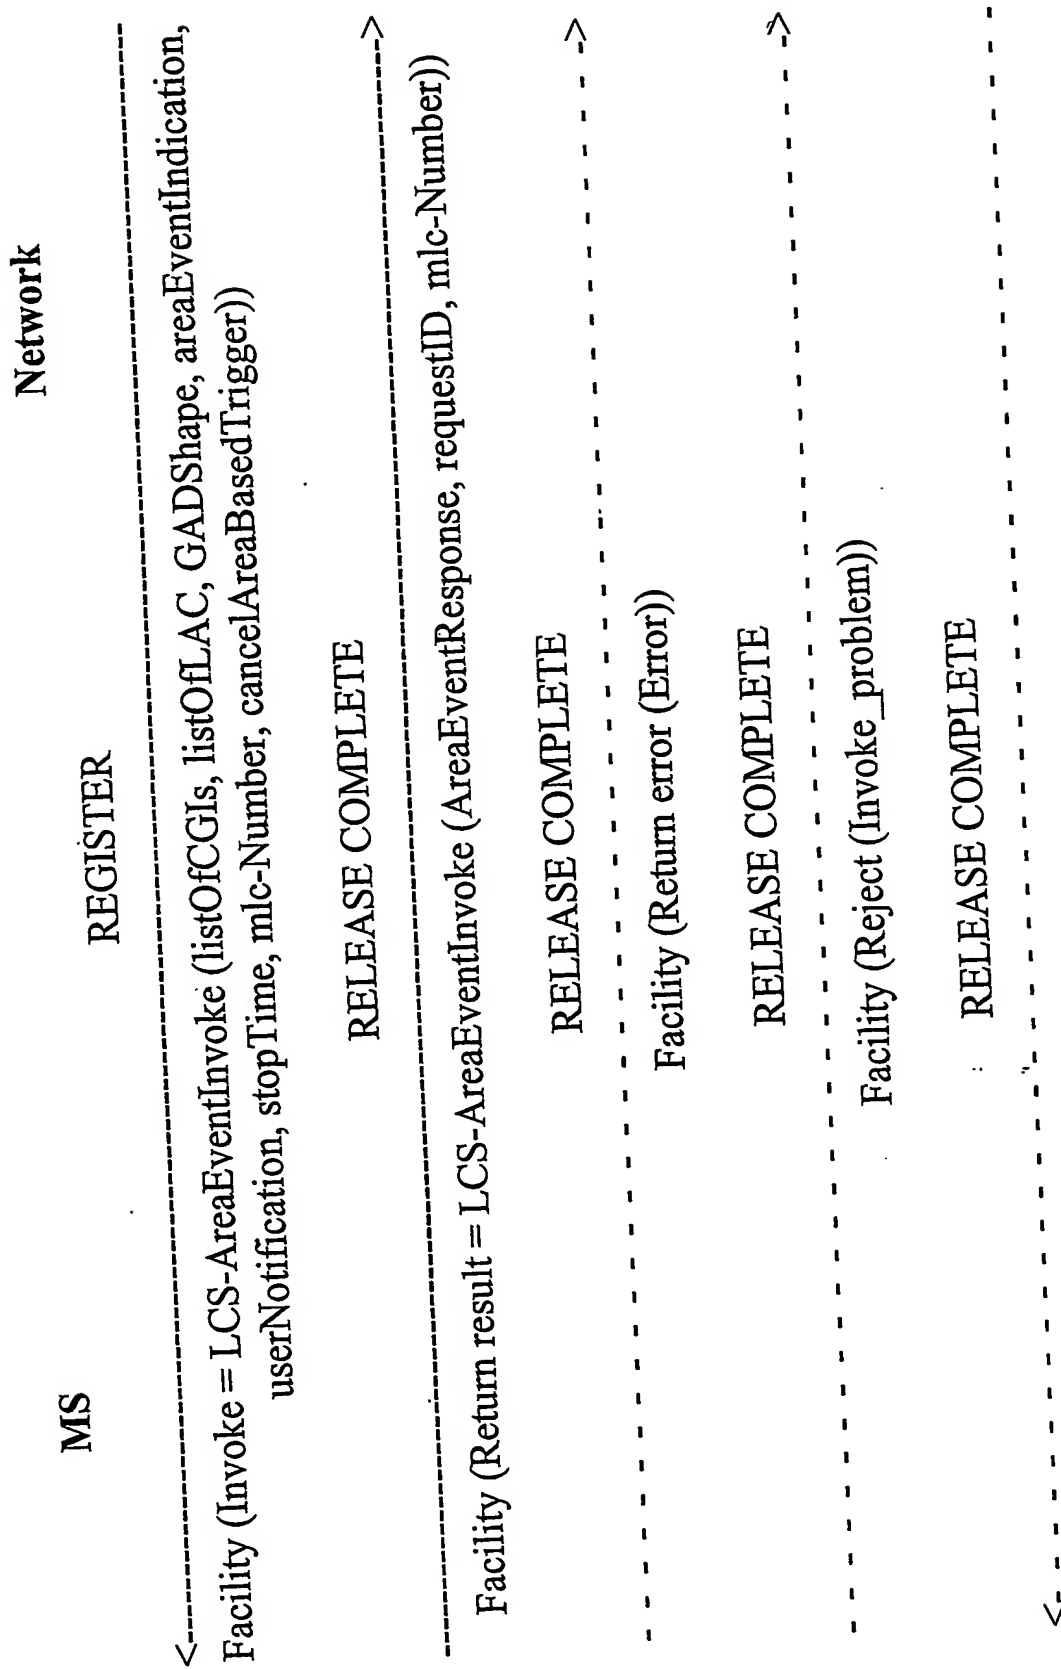 MS Network
REGISTER
<------------------------------------------------------------
Facility (Invoke = LCS-AreaEventInvoke (listOfCGIs, listOfLAC, GADShape, areaEventIndication,
userNotification, stopTime, mlc-Number, cancelAreaBasedTrigger))
RELEASE COMPLETE
------------------------------------------------------------>
Facility (Return result = LCS-AreaEventInvoke (AreaEventResponse, requestID, mlc-Number))
RELEASE COMPLETE
- - - - - - - - - - - - - - - - - - - - - - - - - - - - - - >
Facility (Return error (Error))
RELEASE COMPLETE
- - - - - - - - - - - - - - - - - - - - - - - - - - - - - - >
Facility (Reject (Invoke_problem))
RELEASE COMPLETE
<- - - - - - - - - - - - - - - - - - - - - - - - - - - - - -